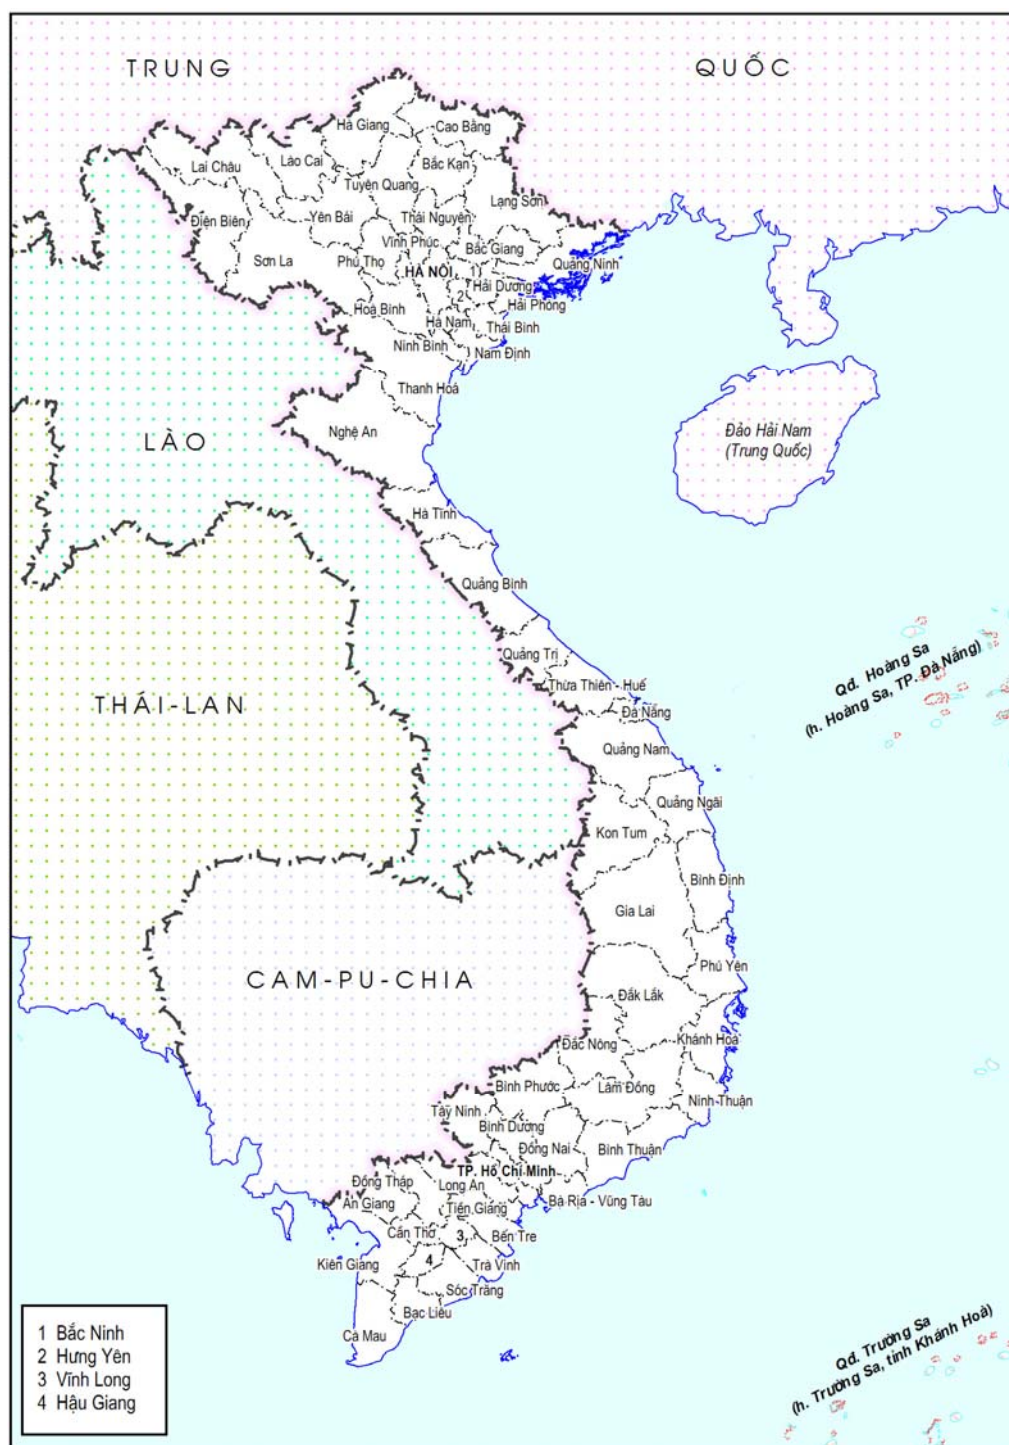 TRUNG QUỐC
Hà Giang
Cao Bằng
Lai Châu
Lào Cai
Bắc Kạn
Tuyên Quang
Lạng Sơn
Điện Biên
Yên Bái
Thái Nguyên
Vĩnh Phúc
Bắc Giang
Sơn La
Phú Thọ
HÀ NỘI
1
Quảng Ninh
Hải Dương
2
Hoà Bình
Hải Phòng
Hà Nam
Thái Bình
Ninh Bình
Nam Định
Thanh Hoá
Nghệ An
LÀO
Đảo Hải Nam
(Trung Quốc)
Hà Tĩnh
Quảng Bình
Quảng Trị
Qđ. Hoàng Sa
(h. Hoàng Sa, TP. Đà Nẵng)
Thừa Thiên - Huế
THÁI-LAN
Đà Nẵng
Quảng Nam
Quảng Ngãi
Kon Tum
Bình Định
Gia Lai
Phú Yên
CAM-PU-CHIA
Đắk Lắk
Khánh Hoà
Đắc Nông
Bình Phước
Lâm Đồng
Ninh Thuận
Tây Ninh
Bình Dương
Đồng Nai
Bình Thuận
TP. Hồ Chí Minh
Đồng Tháp
Long An
Bà Rịa - Vũng Tàu
An Giang
Tiền Giang
Cần Thơ
3
Bến Tre
Kiên Giang
4
Trà Vinh
Sóc Trăng
Bạc Liêu
Cà Mau
Qđ. Trường Sa
(h. Trường Sa, tỉnh Khánh Hoà)
1 Bắc Ninh
2 Hưng Yên
3 Vĩnh Long
4 Hậu Giang